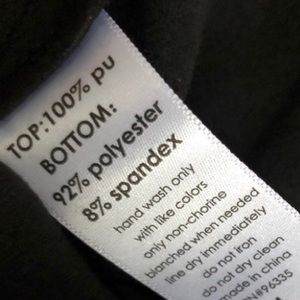 TOP:100% pu
BOTTOM:
92% polyester
8% spandex
hand wash only
with like colors
only non-chorine
blanched when needed
line dry immediately
do not iron
do not dry clean
made in china
#96335